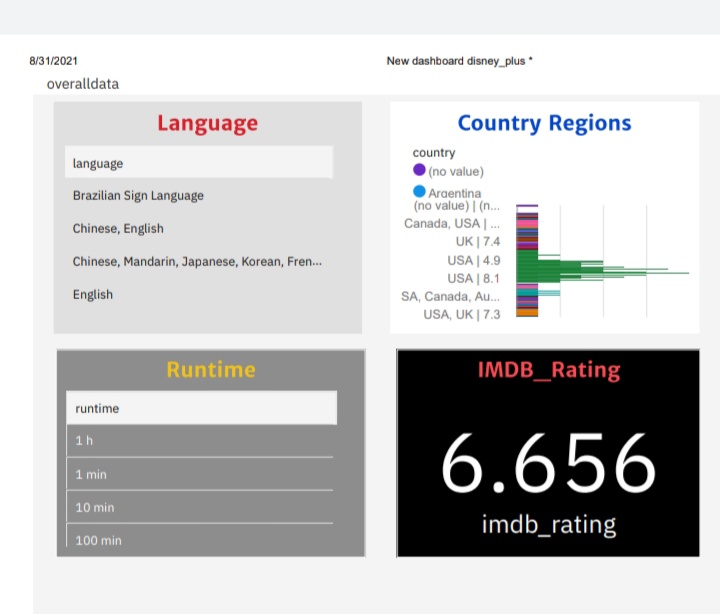 8/31/2021
New dashboard disney_plus *
overalldata
Language
language
Brazilian Sign Language
Chinese, English
Chinese, Mandarin, Japanese, Korean, Fren...
English
Country Regions
country
(no value)
Argentina
(no value) | (n...
Canada, USA | ...
UK | 7.4
USA | 4.9
USA | 8.1
SA, Canada, Au...
USA, UK | 7.3
Runtime
runtime
1 h
1 min
10 min
100 min
IMDB_Rating
6.656
imdb_rating